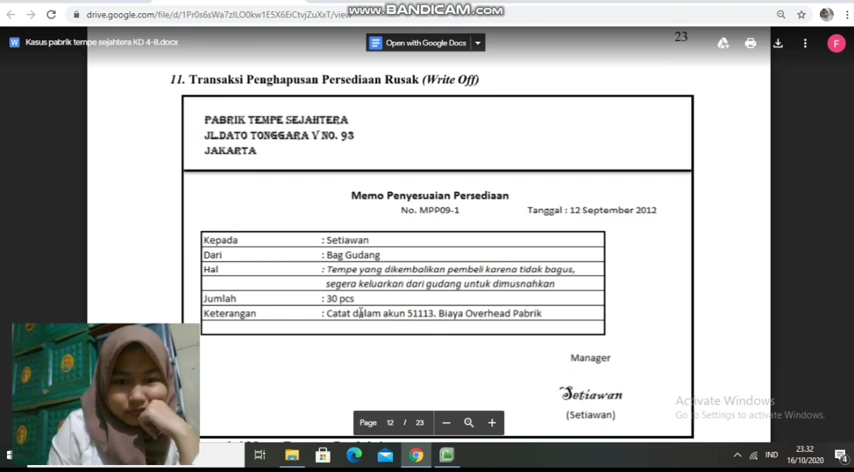 www.BANDICAM.com
drive.google.com/file/d/1Pr0s6sWa7zILO0kw1E5X6EiCtvjZuXxT/view
Kasus pabrik tempe sejahtera KD 4-8.docx
Open with Google Docs
F
23
11. Transaksi Penghapusan Persediaan Rusak (Write Off)
PABRIK TEMPE SEJAHTERA
JL.DATO TONGGARA V NO. 93
JAKARTA
Memo Penyesuaian Persediaan
No. MPP09-1 Tanggal : 12 September 2012
Kepada : Setiawan
Dari : Bag Gudang
Hal : Tempe yang dikembalikan pembeli karena tidak bagus,
segera keluarkan dari gudang untuk dimusnahkan
Jumlah : 30 pcs
Keterangan : Catat dalam akun 51113. Biaya Overhead Pabrik
Manager
Setiawan
(Setiawan)
Activate Windows
Go to Settings to activate Windows.
Page 12 / 23
IND
23.32
16/10/2020
4